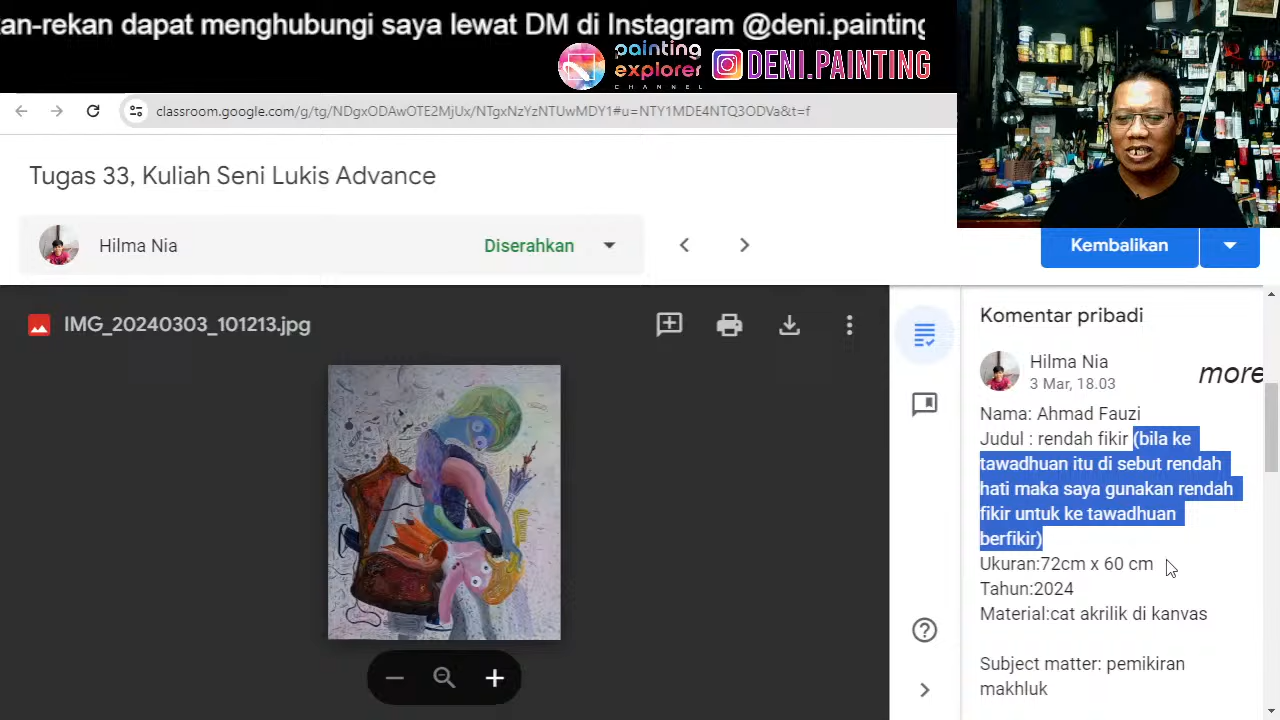 an-rekan dapat menghubungi saya lewat DM di Instagram @deni.painting
painting
explorer
CHANNEL
DENI.PAINTING
classroom.google.com/g/tg/NDgxODAwOTE2MjUx/NTgxNzYzNTUwMDY1#u=NTY1MDE4NTQ3ODVa&t=f
Tugas 33, Kuliah Seni Lukis Advance
Hilma Nia
Diserahkan
Kembalikan
IMG_20240303_101213.jpg
Komentar pribadi
Hilma Nia
3 Mar, 18.03
more
Nama: Ahmad Fauzi
Judul : rendah fikir (bila ke
tawadhuan itu di sebut rendah
hati maka saya gunakan rendah
fikir untuk ke tawadhuan
berfikir)
Ukuran:72cm x 60 cm
Tahun:2024
Material:cat akrilik di kanvas
Subject matter: pemikiran
makhluk